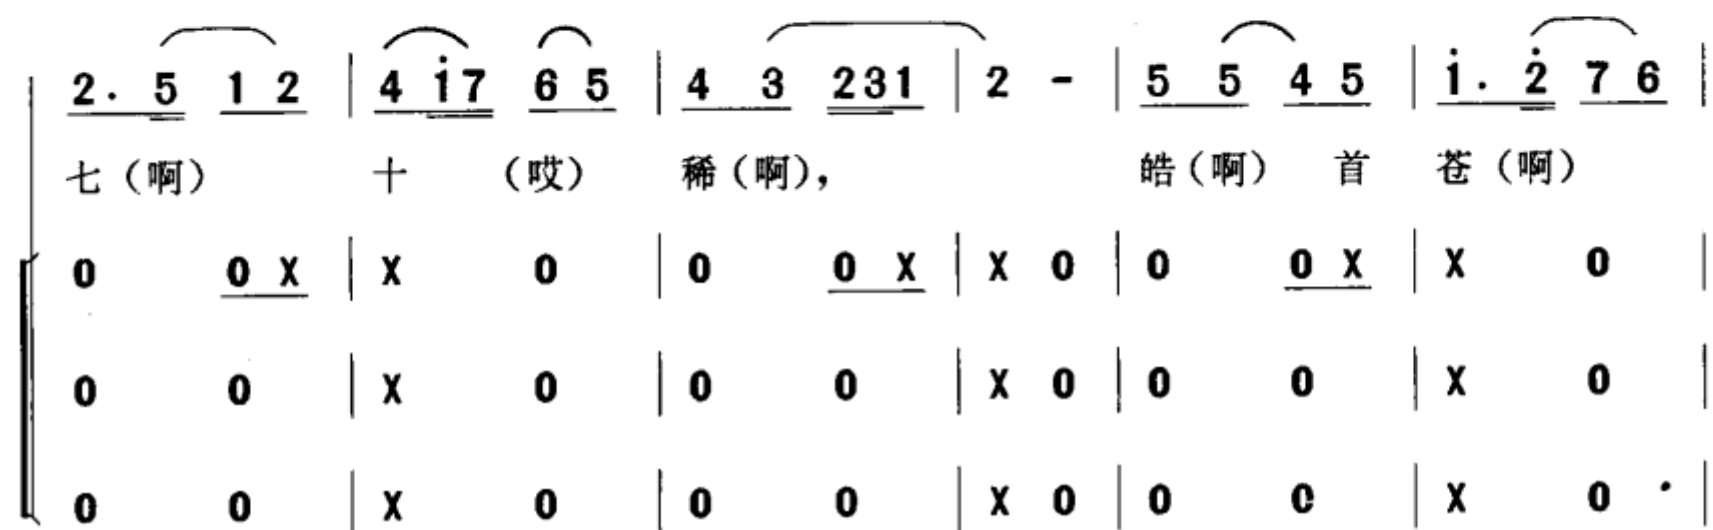 2· 5 1 2 | 4 i̇7 6 5 | 4 3 231 | 2 - | 5 5 4 5 | i̇· 2̇ 7 6 |
七（啊） 十 （哎） 稀（啊）， 皓（啊） 首 苍（啊）
0 0 X | X 0 | 0 0 X | X 0 | 0 0 X | X 0 |
0 0 | X 0 | 0 0 | X 0 | 0 0 | X 0 |
0 0 | X 0 | 0 0 | X 0 | 0 0 | X 0 |